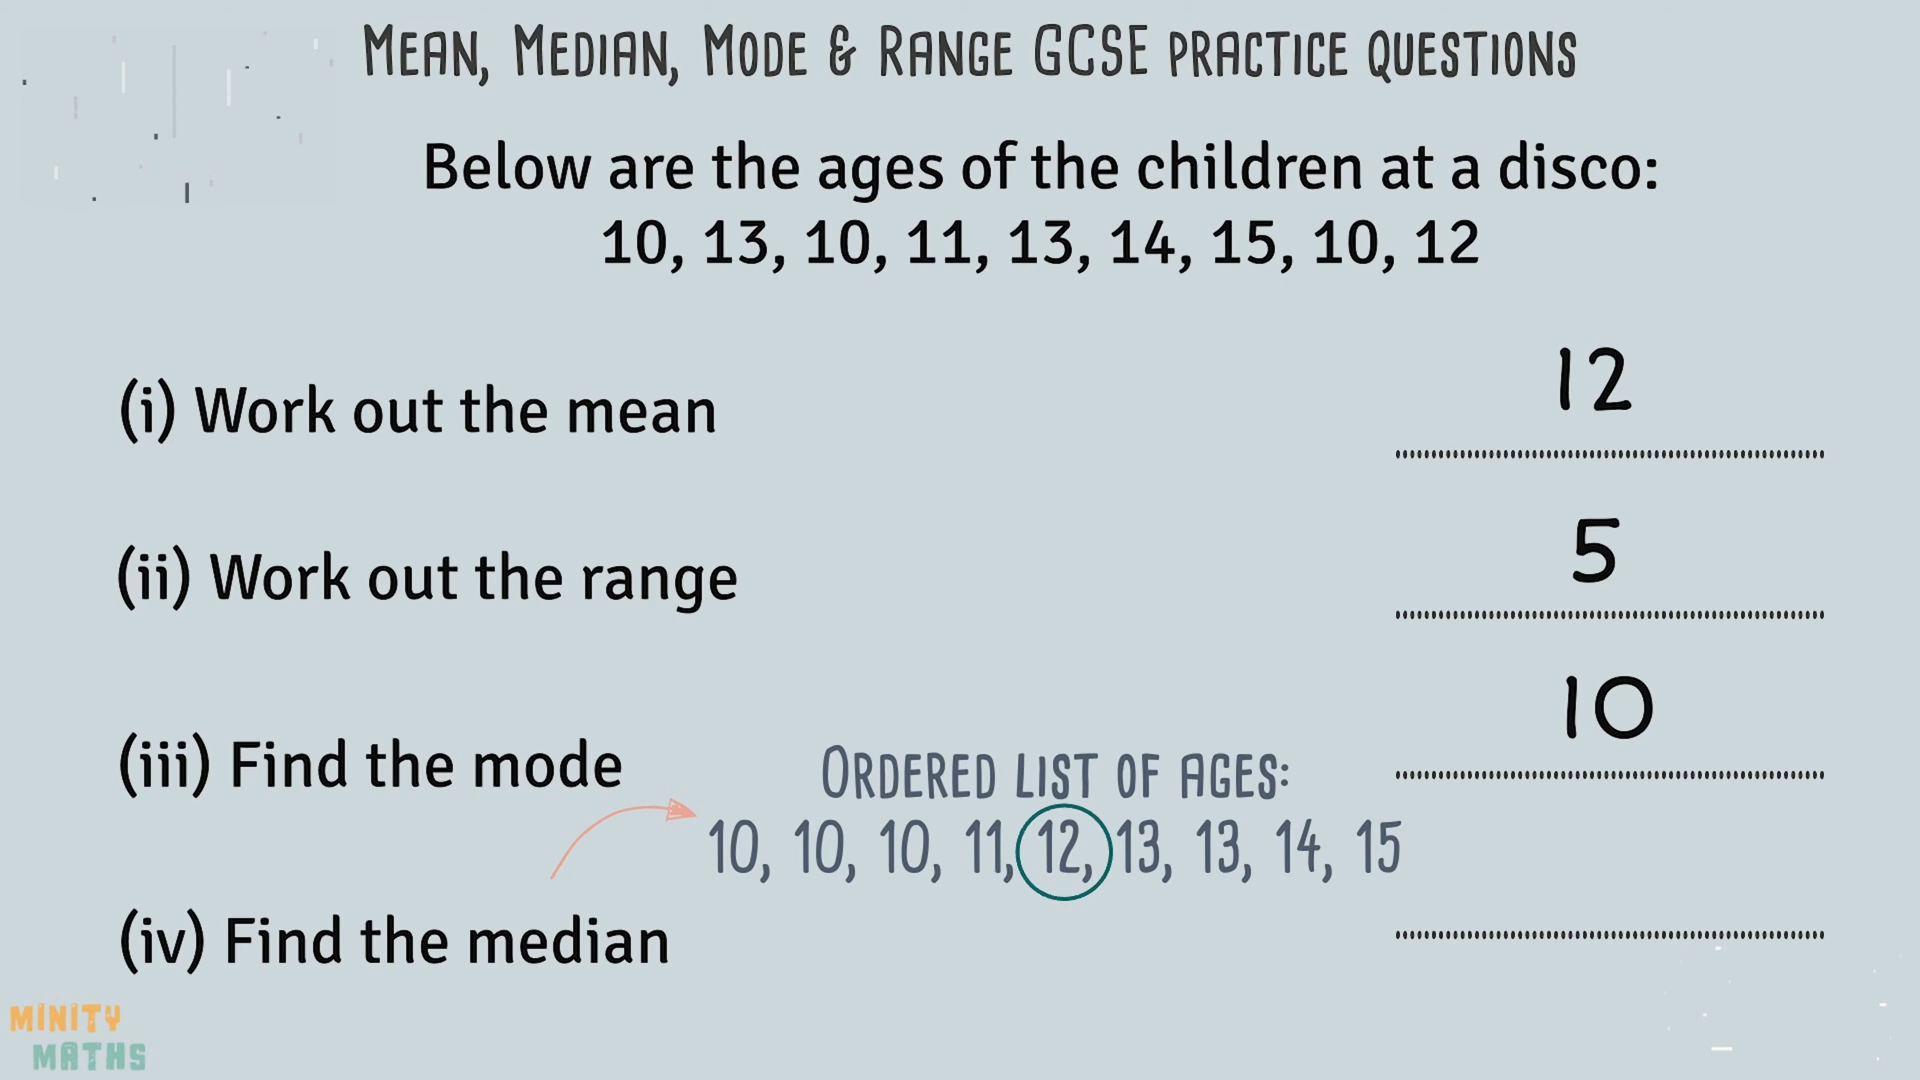 MEAN, MEDIAN, MODE & RANGE GCSE PRACTICE QUESTIONS
Below are the ages of the children at a disco:
10, 13, 10, 11, 13, 14, 15, 10, 12
(i) Work out the mean
12
(ii) Work out the range
5
(iii) Find the mode
10
ORDERED LIST OF AGES:
10, 10, 10, 11, 12, 13, 13, 14, 15
(iv) Find the median
MINITY
MATHS